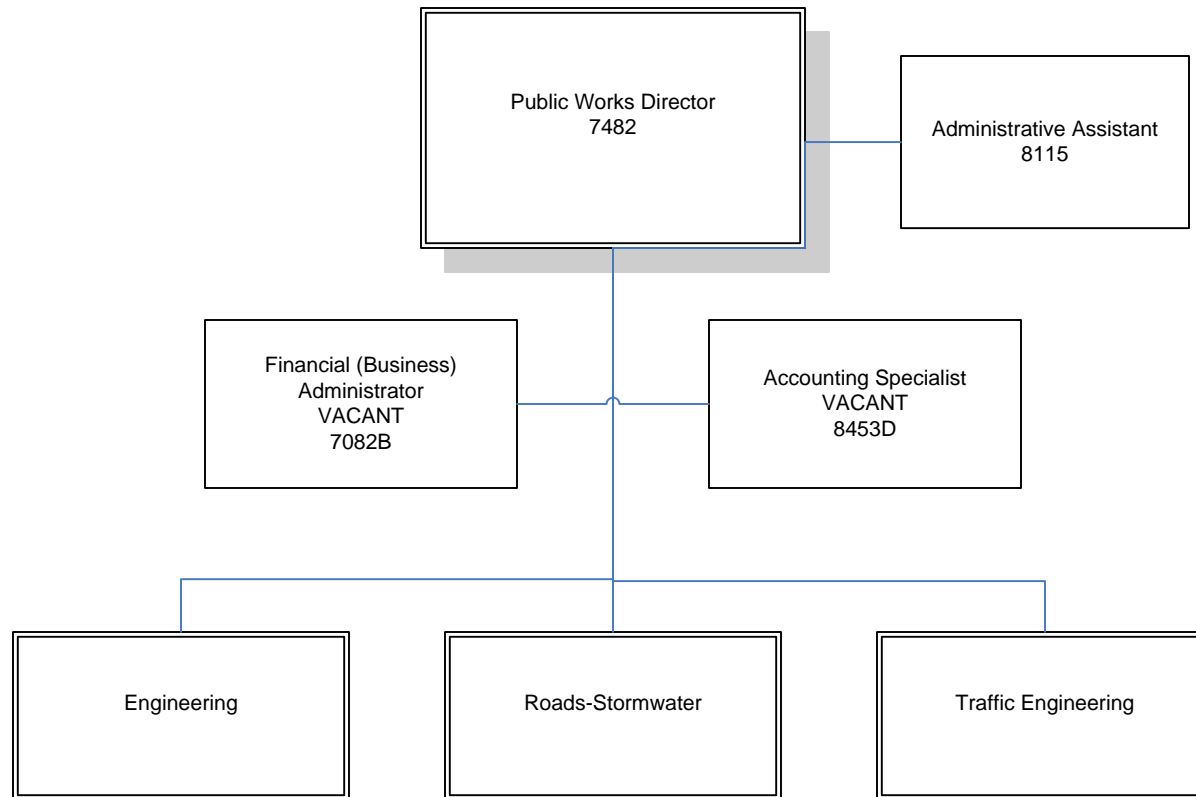 Public Works Director
7482
Administrative Assistant
8115
Financial (Business)
Administrator
VACANT
7082B
Accounting Specialist
VACANT
8453D
Engineering
Roads-Stormwater
Traffic Engineering